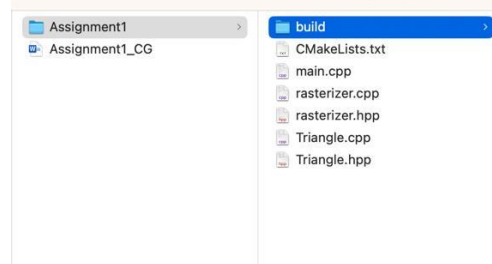 Assignment1
Assignment1_CG
build
CMakeLists.txt
main.cpp
rasterizer.cpp
rasterizer.hpp
Triangle.cpp
Triangle.hpp